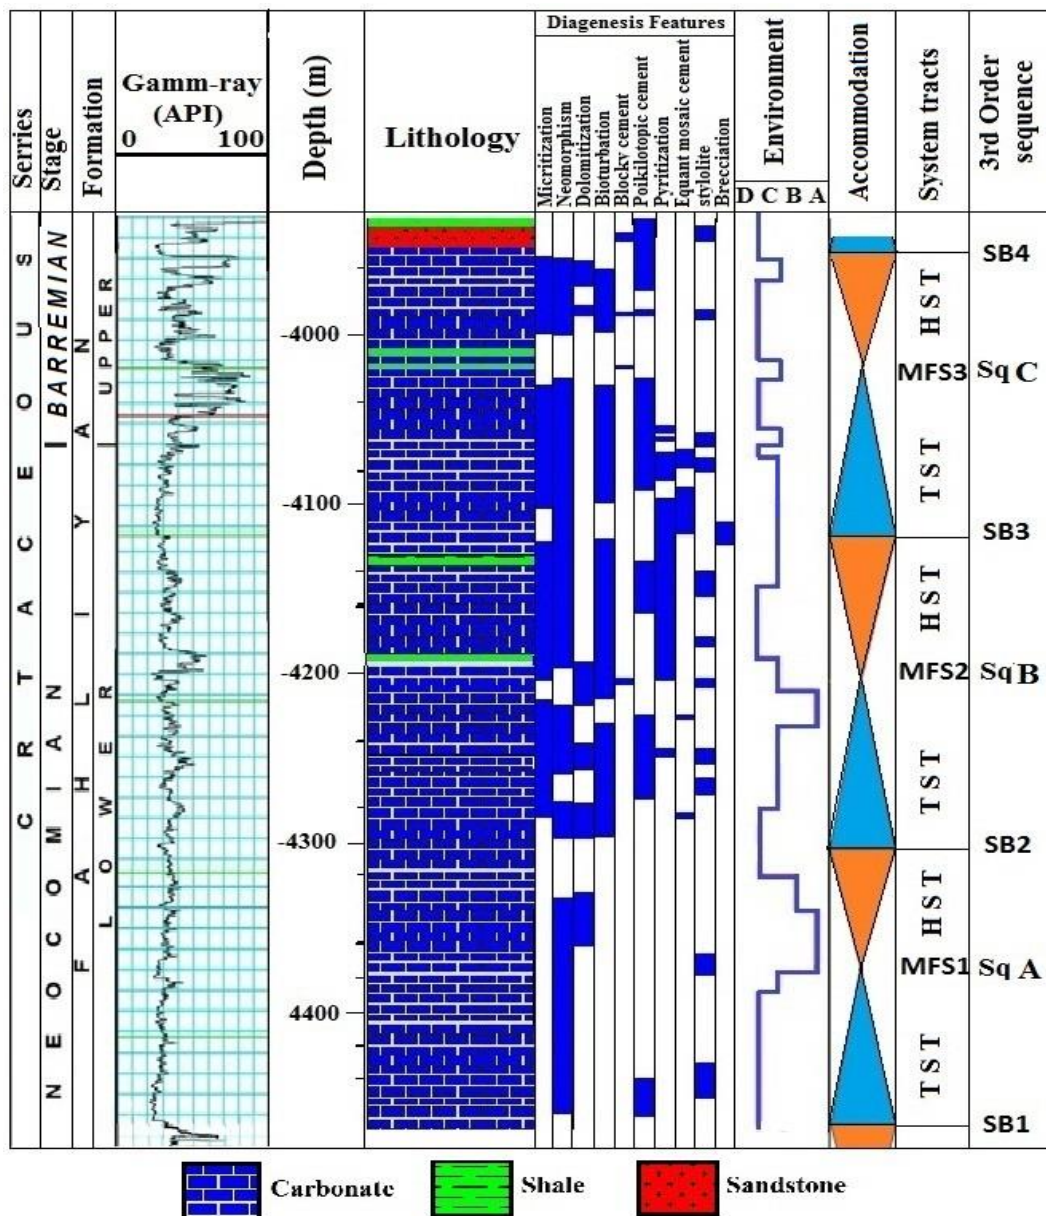 Serries
Stage
Formation
Gamm-ray
(API)
0 100
Depth (m)
Lithology
Diagenesis Features
Micritization
Neomorphism
Dolomitization
Bioturbation
Blocky cement
Poikilotopic cement
Pyritization
Equant mosaic cement
stylolite
Brecciation
Environment
D C B A
Accommodation
System tracts
3rd Order
sequence
CRTACEOUS
NEOCOMIAN
BARREMIAN
FAHLIYIAN
LOWER
UPPER
-4000
-4100
-4200
-4300
4400
SB4
HST
MFS3 Sq C
TST
SB3
HST
MFS2 Sq B
TST
SB2
HST
MFS1 Sq A
TST
SB1
Carbonate
Shale
Sandstone